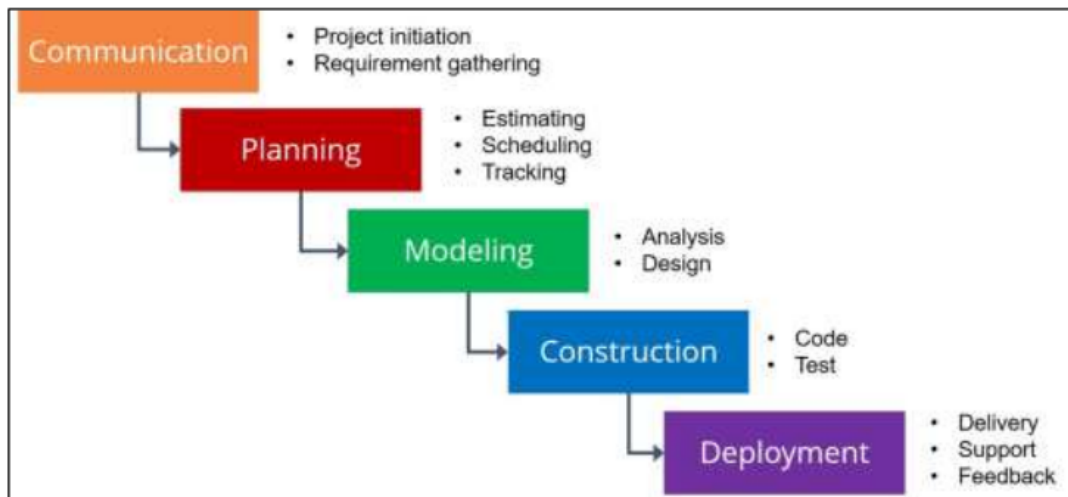 Communication
• Project initiation
• Requirement gathering
Planning
• Estimating
• Scheduling
• Tracking
Modeling
• Analysis
• Design
Construction
• Code
• Test
Deployment
• Delivery
• Support
• Feedback